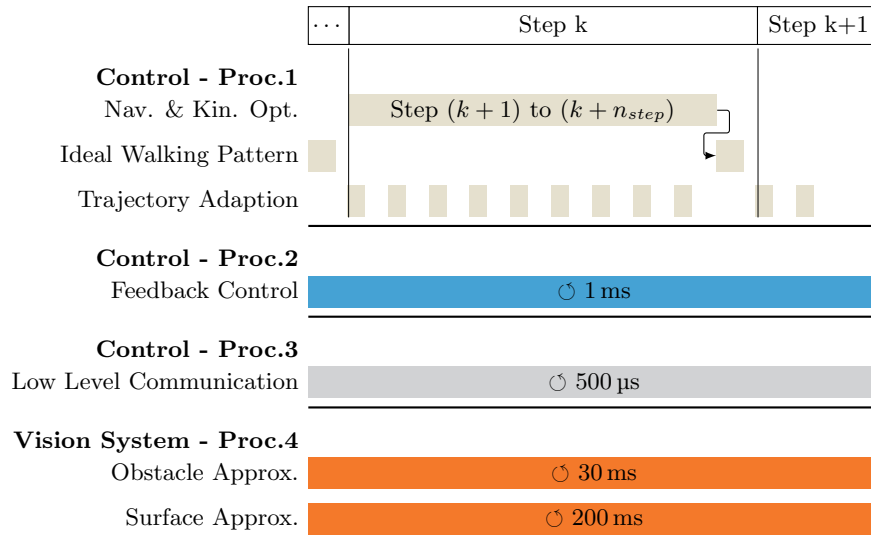 ··· Step k Step k+1
Control - Proc.1
Nav. & Kin. Opt. Step (k + 1) to (k + n_{step})
Ideal Walking Pattern
Trajectory Adaption
Control - Proc.2
Feedback Control ↺ 1 ms
Control - Proc.3
Low Level Communication ↺ 500 µs
Vision System - Proc.4
Obstacle Approx. ↺ 30 ms
Surface Approx. ↺ 200 ms